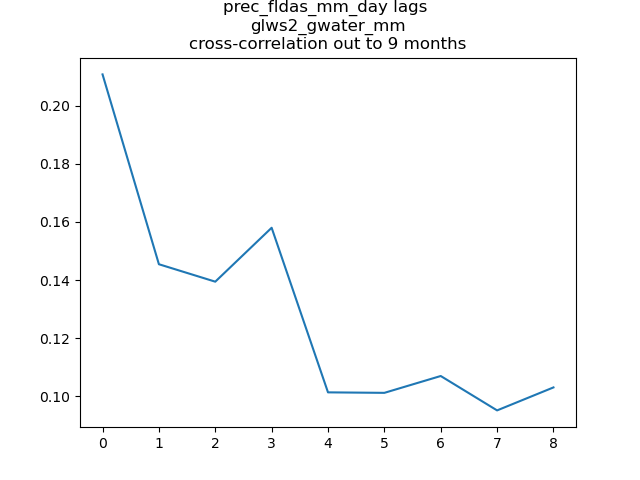 prec_fldas_mm_day lags
glws2_gwater_mm
cross-correlation out to 9 months
0.20
0.18
0.16
0.14
0.12
0.10
0 1 2 3 4 5 6 7 8